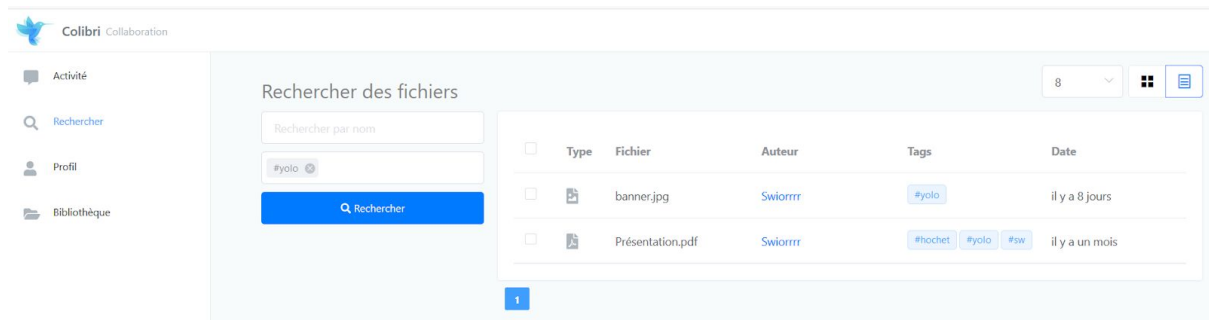 Colibri Collaboration
Activité
Rechercher
Profil
Bibliothèque
Rechercher des fichiers
Rechercher par nom
#yolo
Rechercher
8
Type Fichier Auteur Tags Date
banner.jpg Swiorrrr #yolo il y a 8 jours
Présentation.pdf Swiorrrr #hochet #yolo #sw il y a un mois
1